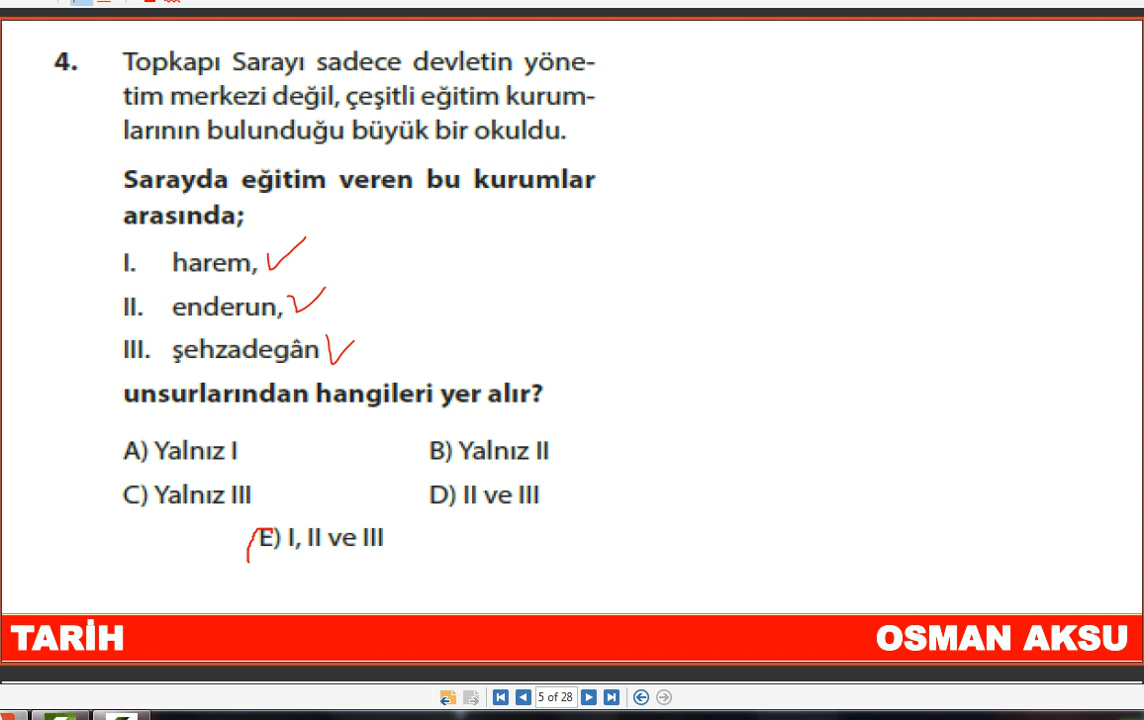 4. Topkapı Sarayı sadece devletin yöne-
tim merkezi değil, çeşitli eğitim kurum-
larının bulunduğu büyük bir okuldu.
Sarayda eğitim veren bu kurumlar
arasında;
I. harem,
II. enderun,
III. şehzadegân
unsurlarından hangileri yer alır?
A) Yalnız I B) Yalnız II
C) Yalnız III D) II ve III
E) I, II ve III
TARİH OSMAN AKSU
5 of 28